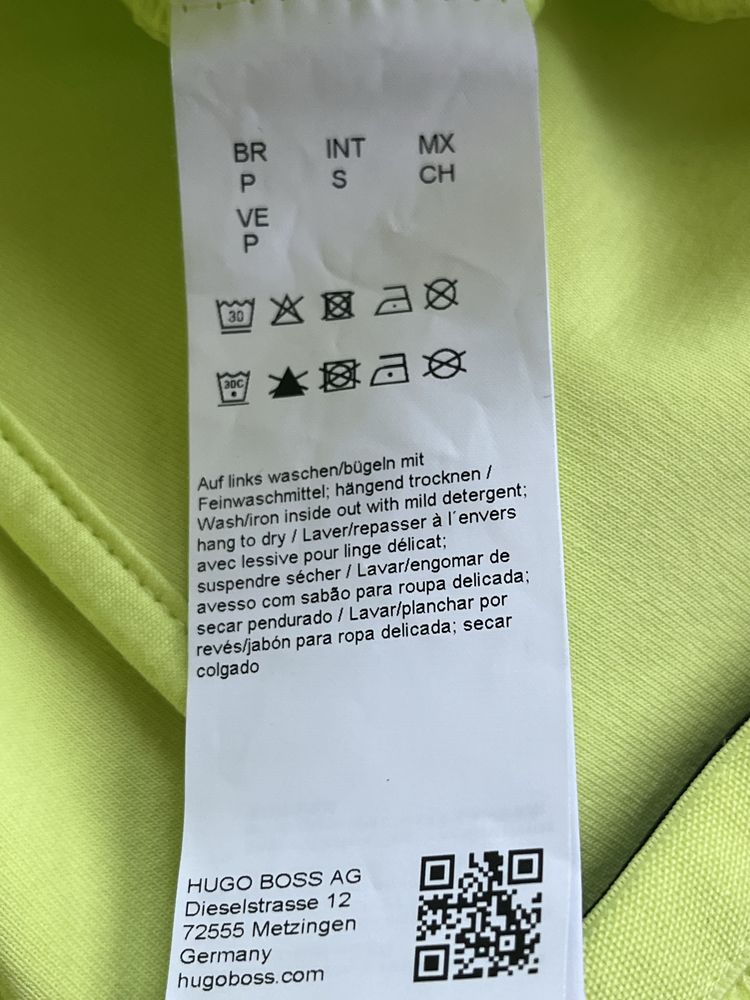 BR INT MX
P S CH
VE
P
30
30C
Auf links waschen/bügeln mit
Feinwaschmittel; hängend trocknen /
Wash/iron inside out with mild detergent;
hang to dry / Laver/repasser à l´envers
avec lessive pour linge délicat;
suspendre sécher / Lavar/engomar de
avesso com sabão para roupa delicada;
secar pendurado / Lavar/planchar por
revés/jabón para ropa delicada; secar
colgado
HUGO BOSS AG
Dieselstrasse 12
72555 Metzingen
Germany
hugoboss.com